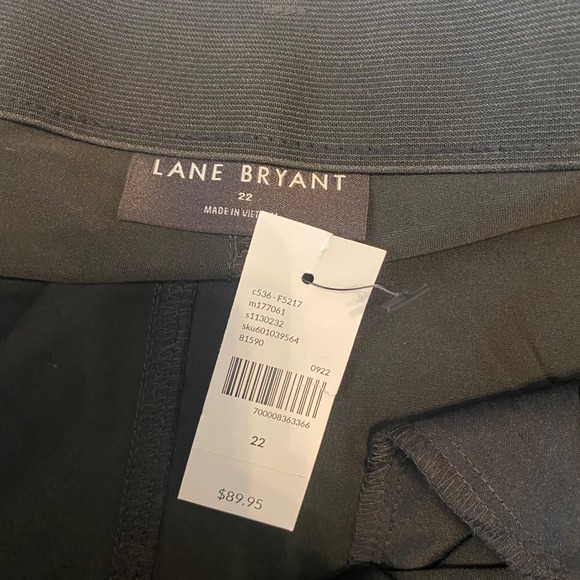 LANE BRYANT
22
MADE IN
c536 - F5217
m177061
s1130232
sku601039564
81590
0922
700008363366
22
$89.95